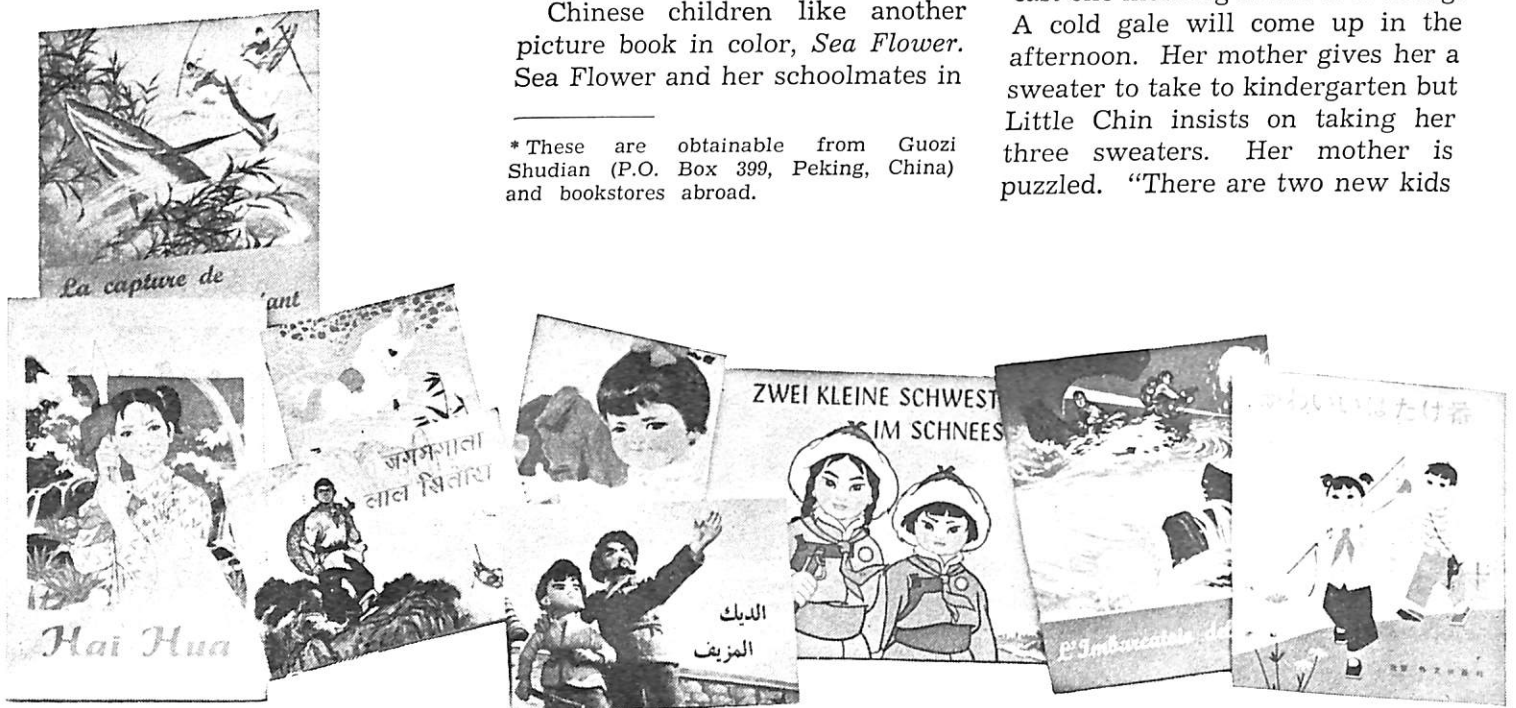 Chinese children like another
picture book in color, Sea Flower.
Sea Flower and her schoolmates in
* These are obtainable from Guozi
Shudian (P.O. Box 399, Peking, China)
and bookstores abroad.
A cold gale will come up in the
afternoon. Her mother gives her a
sweater to take to kindergarten but
Little Chin insists on taking her
three sweaters. Her mother is
puzzled. "There are two new kids
La capture de
ant
Hai Hua
जगमगाता
लाल सितारा
الديك
المزيف
ZWEI KLEINE SCHWEST
IM SCHNEES